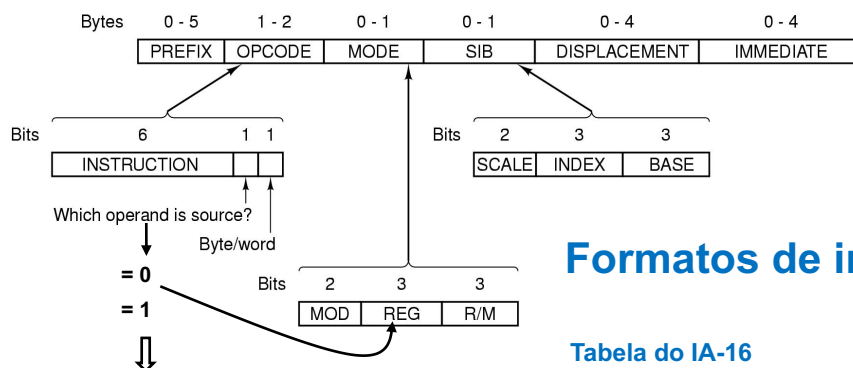 Bytes 0 - 5 1 - 2 0 - 1 0 - 1 0 - 4 0 - 4
PREFIX OPCODE MODE SIB DISPLACEMENT IMMEDIATE
Bits 6 1 1
INSTRUCTION
Which operand is source?
Byte/word
= 0
= 1
Bits 2 3 3
SCALE INDEX BASE
Bits 2 3 3
MOD REG R/M
Formatos de in
Tabela do IA-16